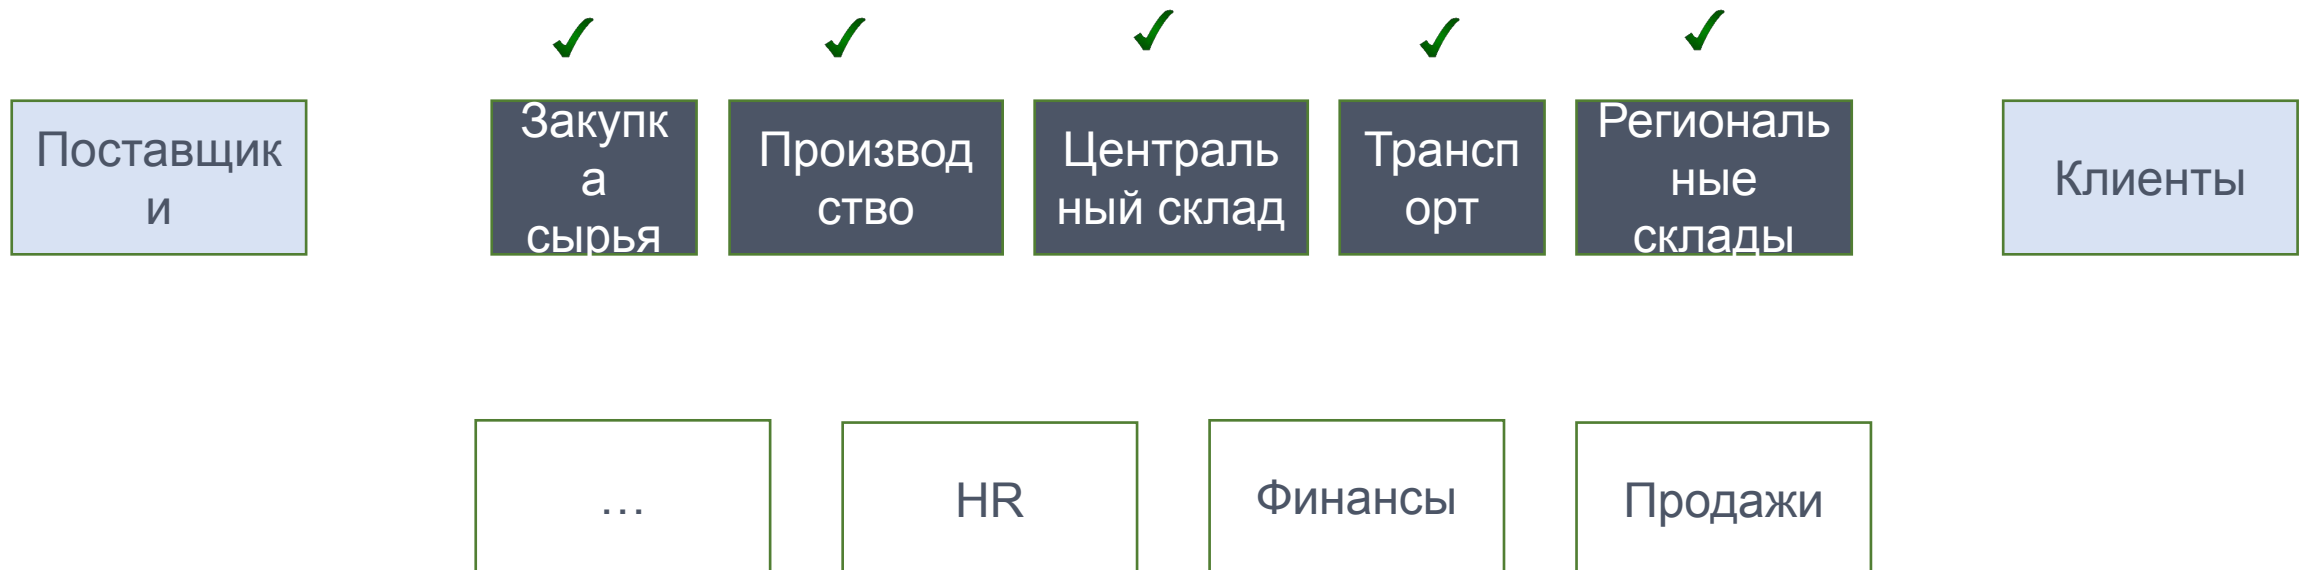 Поставщик
и
Закупк
а
сырья
Производ
ство
Централь
ный склад
Трансп
орт
Региональ
ные
склады
Клиенты
...
HR
Финансы
Продажи